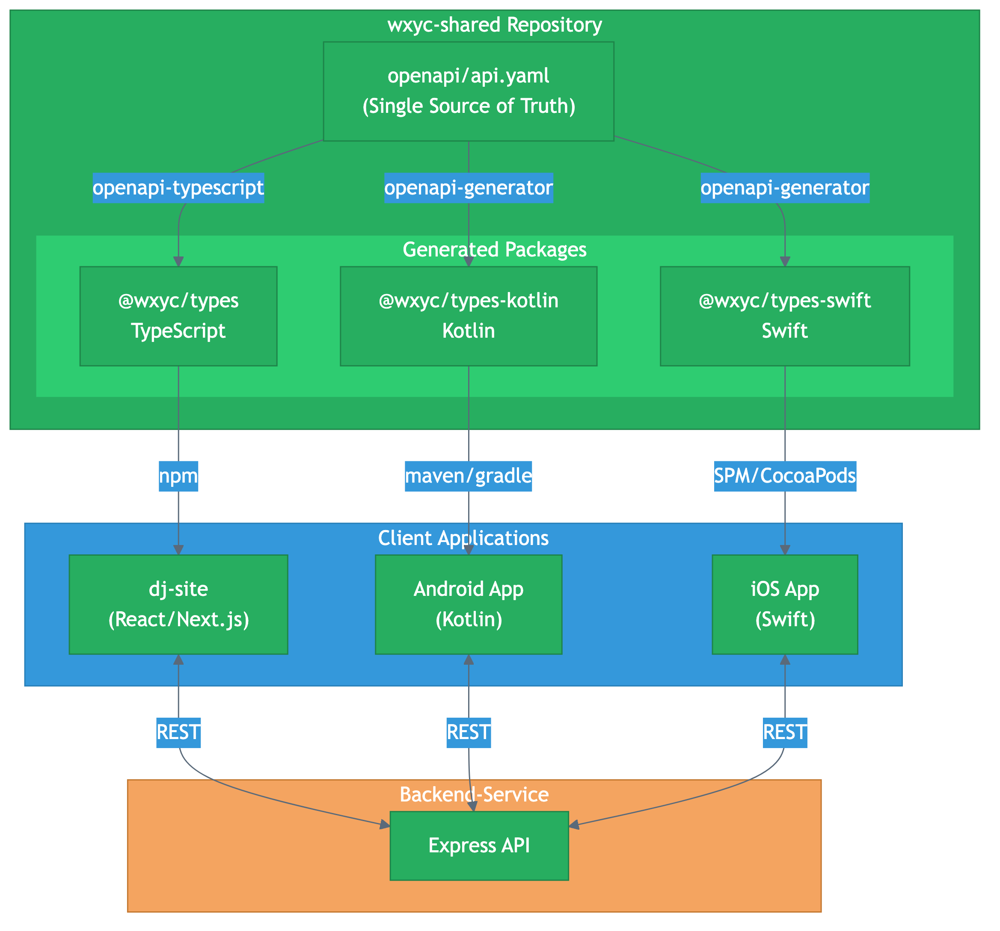 wxyc-shared Repository
openapi/api.yaml
(Single Source of Truth)
openapi-typescript
openapi-generator
openapi-generator
Generated Packages
@wxyc/types
TypeScript
@wxyc/types-kotlin
Kotlin
@wxyc/types-swift
Swift
npm
maven/gradle
SPM/CocoaPods
Client Applications
dj-site
(React/Next.js)
Android App
(Kotlin)
iOS App
(Swift)
REST
REST
REST
Backend-Service
Express API